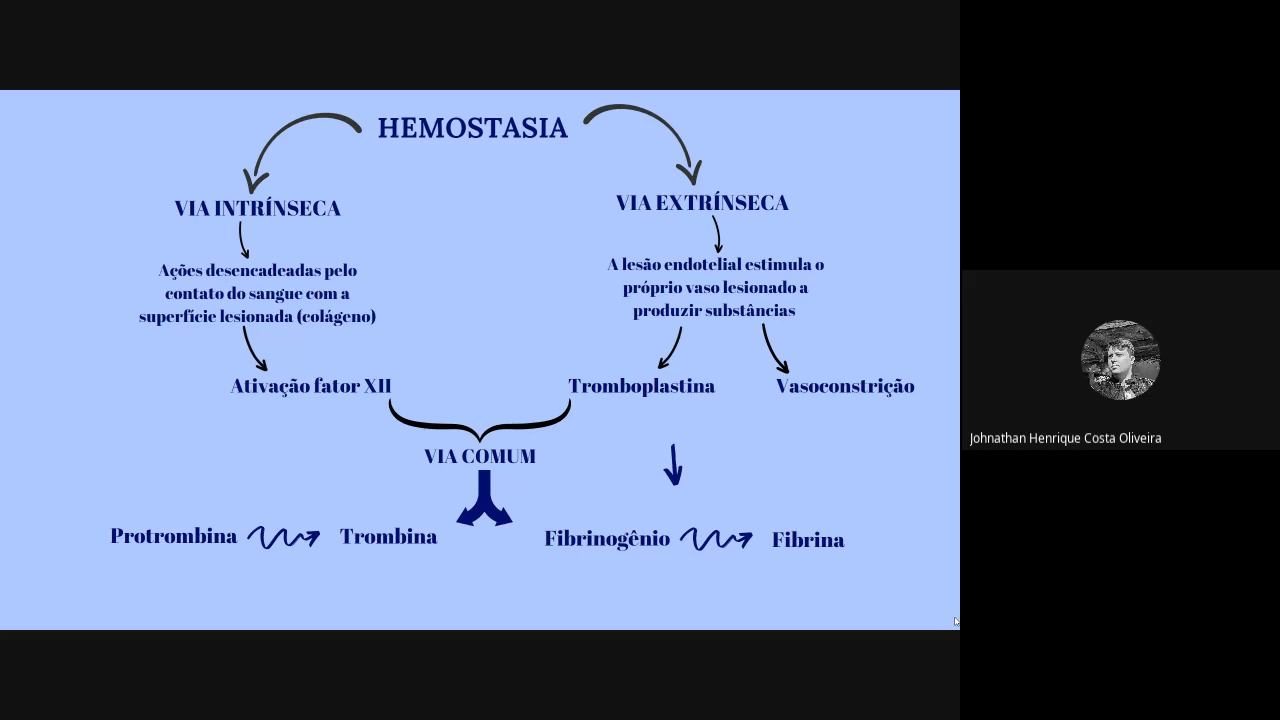 HEMOSTASIA
VIA INTRÍNSECA
VIA EXTRÍNSECA
Ações desencadeadas pelo
contato do sangue com a
superfície lesionada (colágeno)
A lesão endotelial estimula o
próprio vaso lesionado a
produzir substâncias
Ativação fator XII
Tromboplastina
Vasoconstrição
VIA COMUM
Protrombina
Trombina
Fibrinogênio
Fibrina
Johnathan Henrique Costa Oliveira